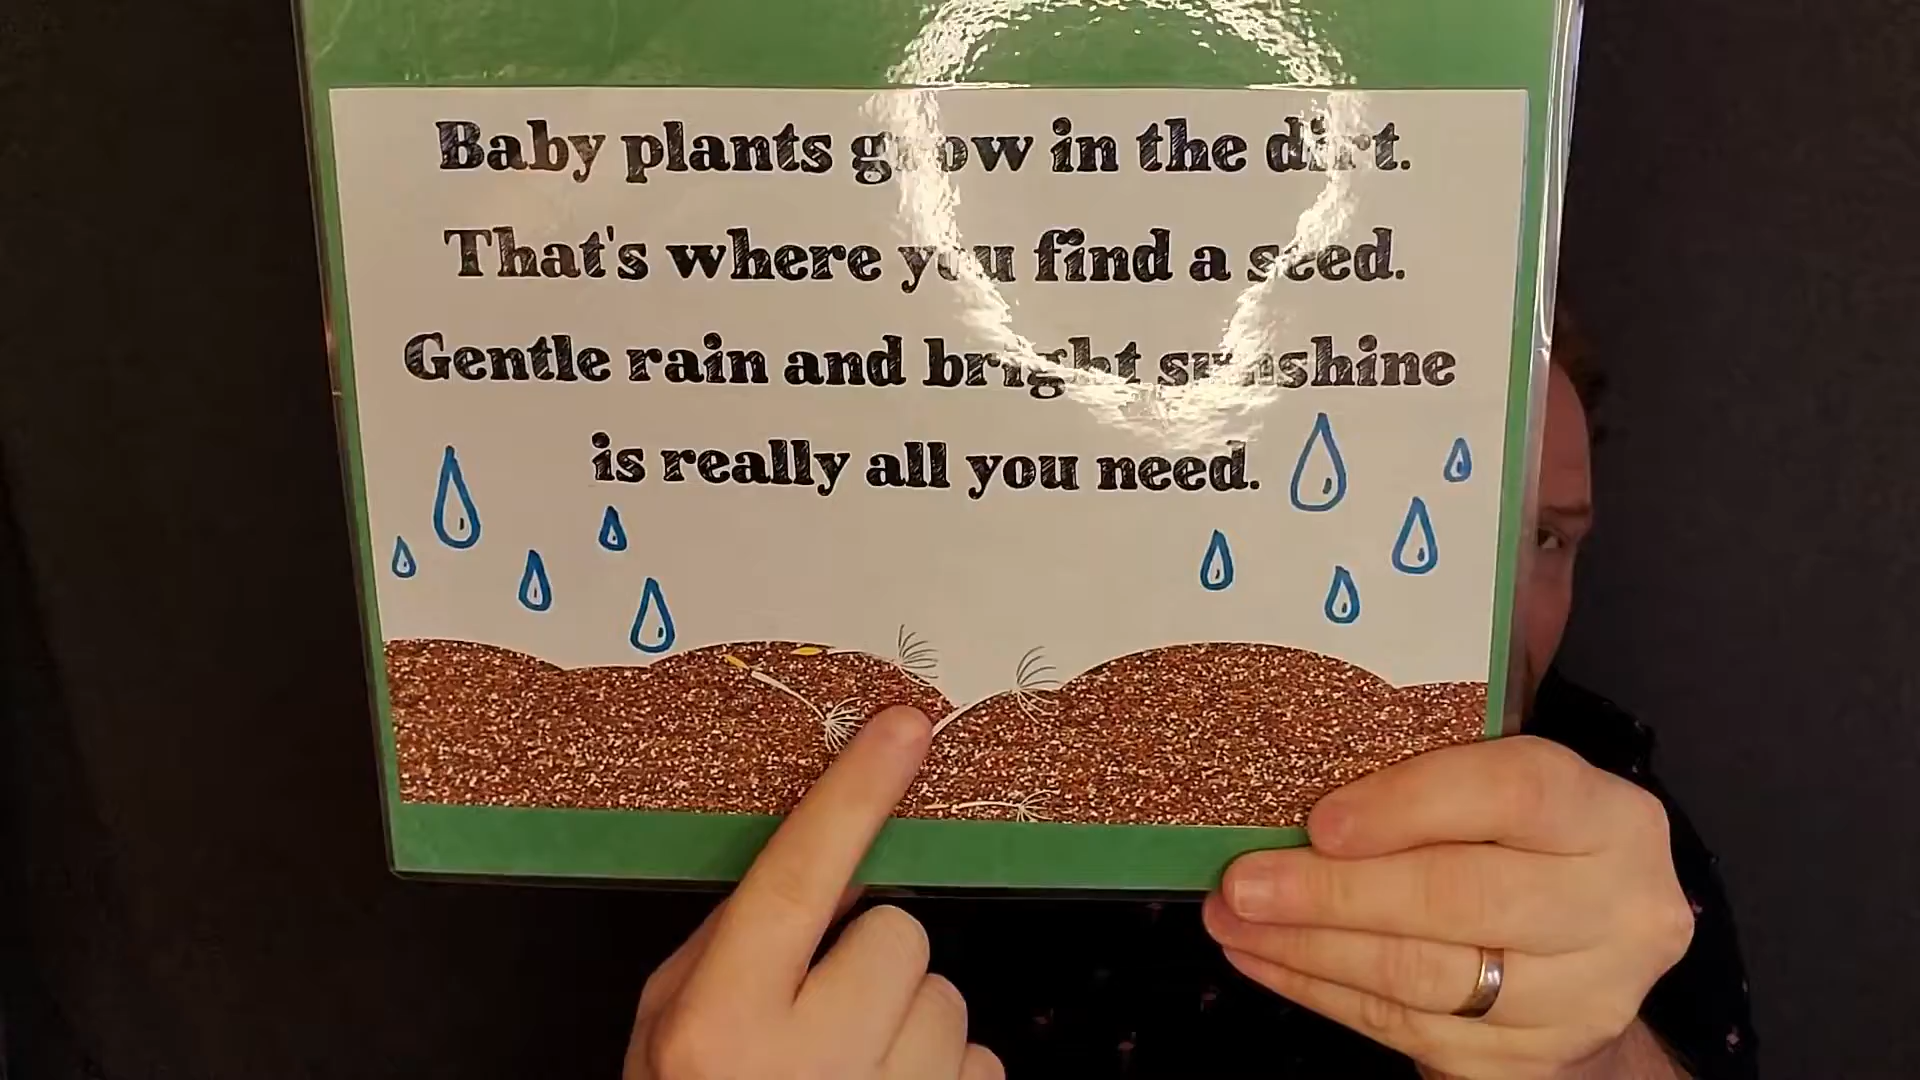 Baby plants grow in the dirt.
That's where you find a seed.
Gentle rain and bright sunshine
is really all you need.